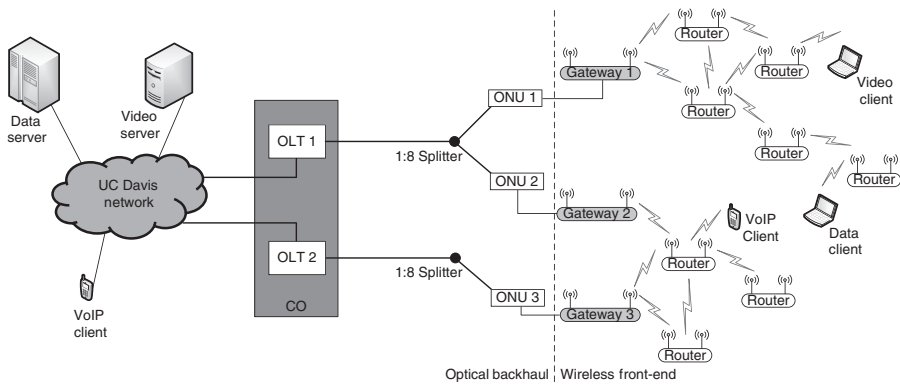 Data
server
Video
server
UC Davis
network
VoIP
client
OLT 1
OLT 2
CO
1:8 Splitter
1:8 Splitter
ONU 1
ONU 2
ONU 3
Optical backhaul
Wireless front-end
Gateway 1
Gateway 2
Gateway 3
Router
Router
Router
Router
Router
Video
client
Data client
VoIP
Client
Router
Router
Router